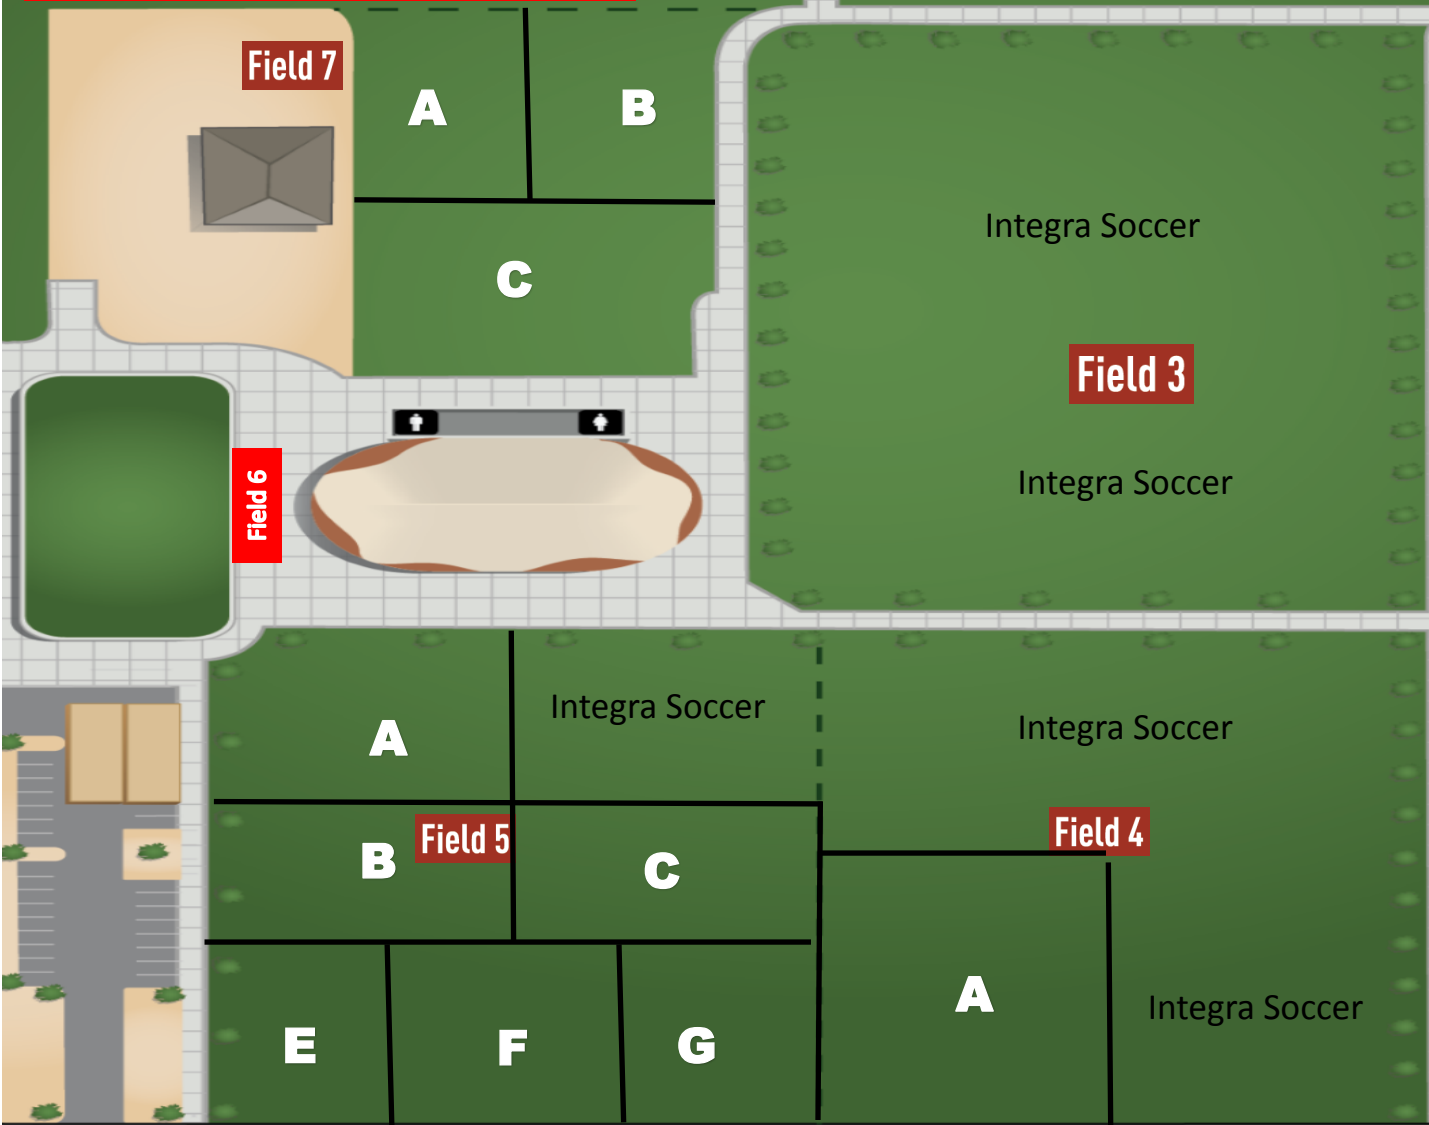 Field 7
A
B
C
Integra Soccer
Field 3
Integra Soccer
Field 6
A
Integra Soccer
Integra Soccer
Field 5
B
C
Field 4
A
Integra Soccer
E
F
G